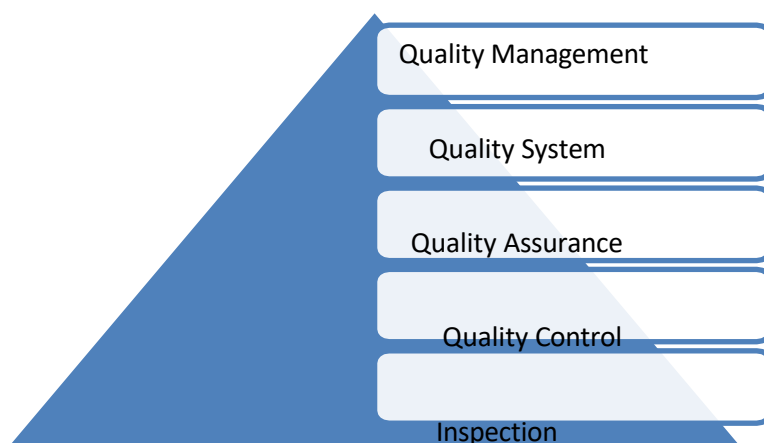 Quality Management
Quality System
Quality Assurance
Quality Control
Inspection